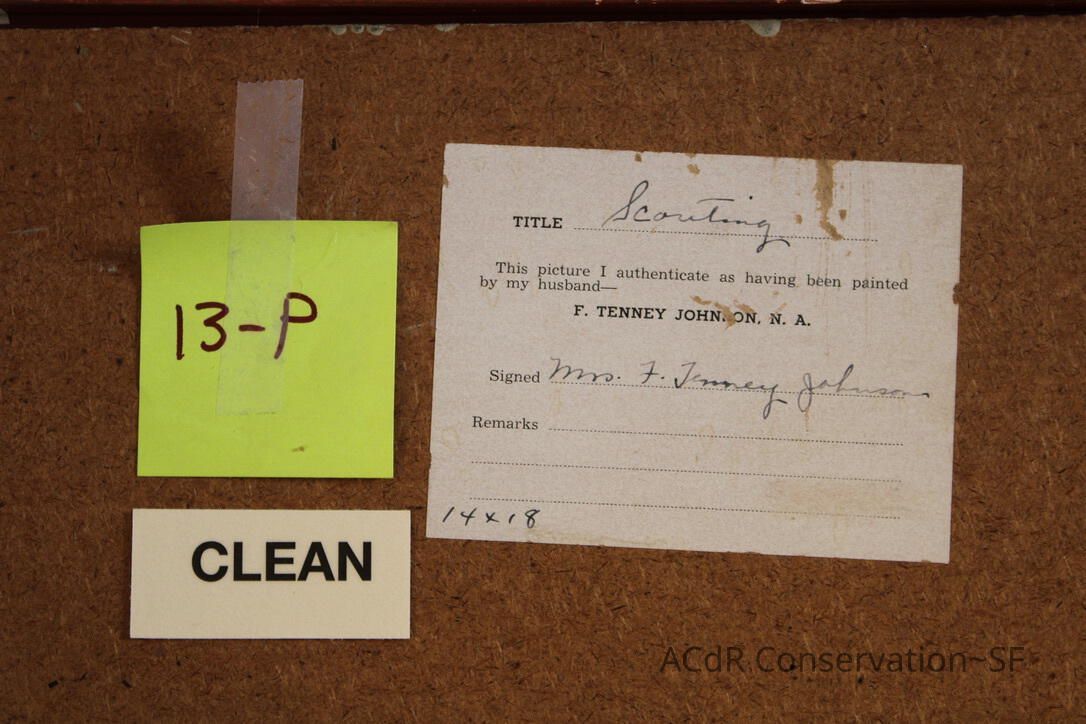 TITLE Scouting
This picture I authenticate as having been painted
by my husband—
F. TENNEY JOHNSON, N. A.
Signed Mrs. F. Tenney Johnson
Remarks
14x18
13-P
CLEAN
ACdR Conservation~SF